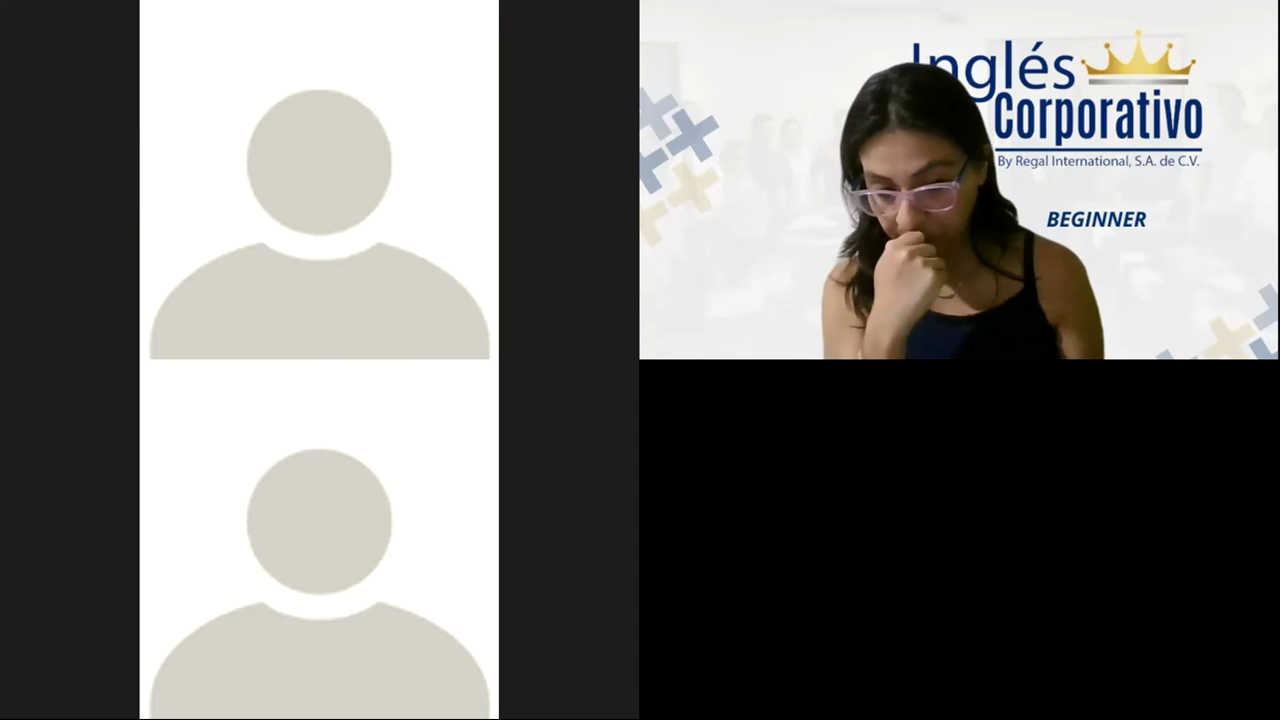 Inglés
Corporativo
By Regal International, S.A. de C.V.
BEGINNER